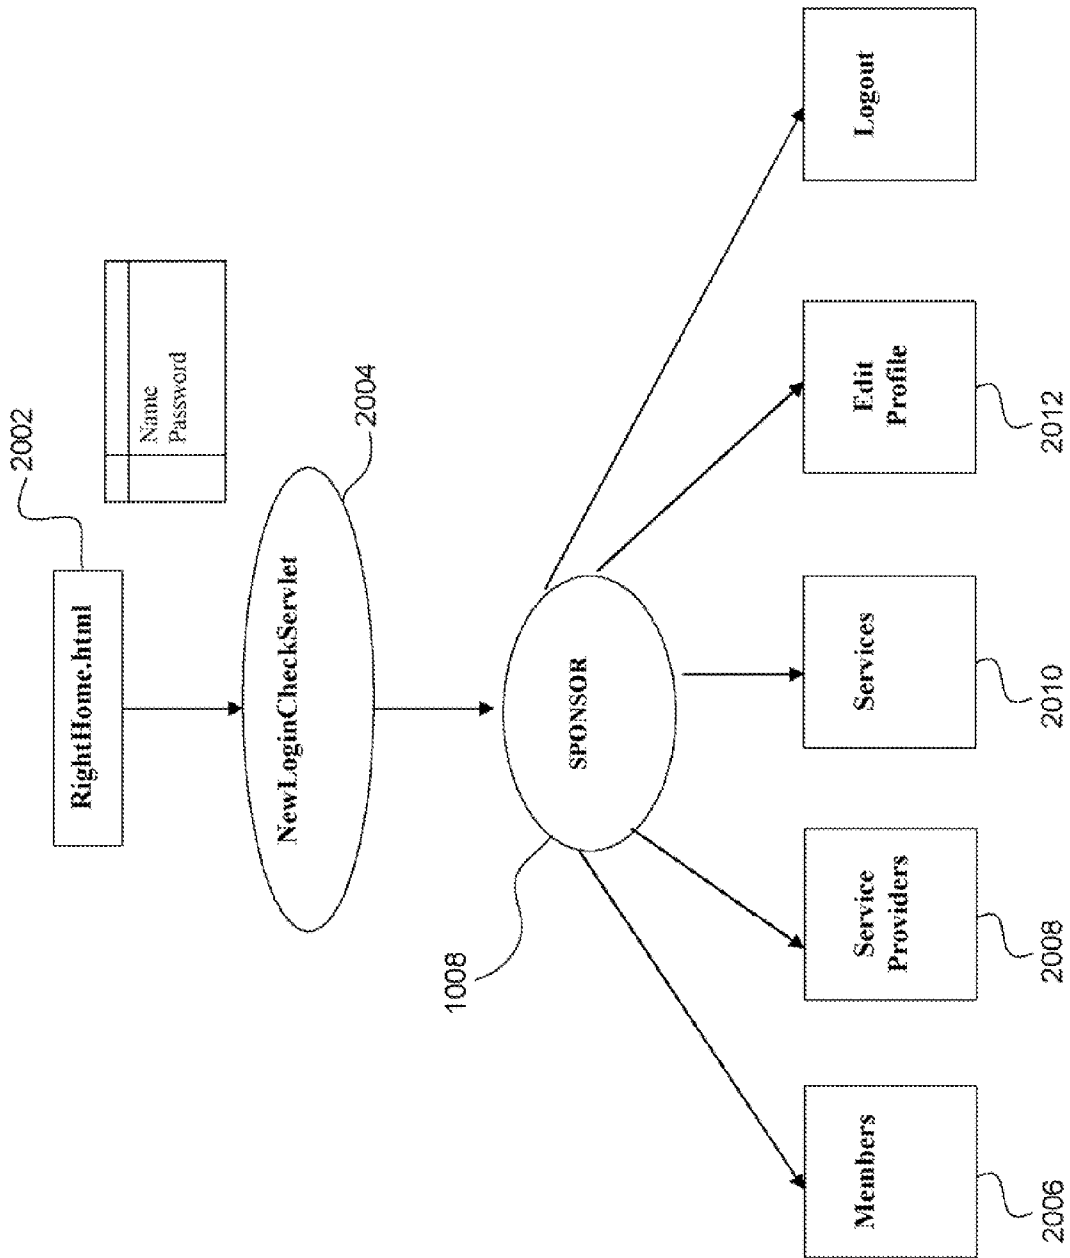 RightHome.html
2002
Name
Password
NewLoginCheckServlet
2004
SPONSOR
1008
Members
2006
Service
Providers
2008
Services
2010
Edit
Profile
2012
Logout